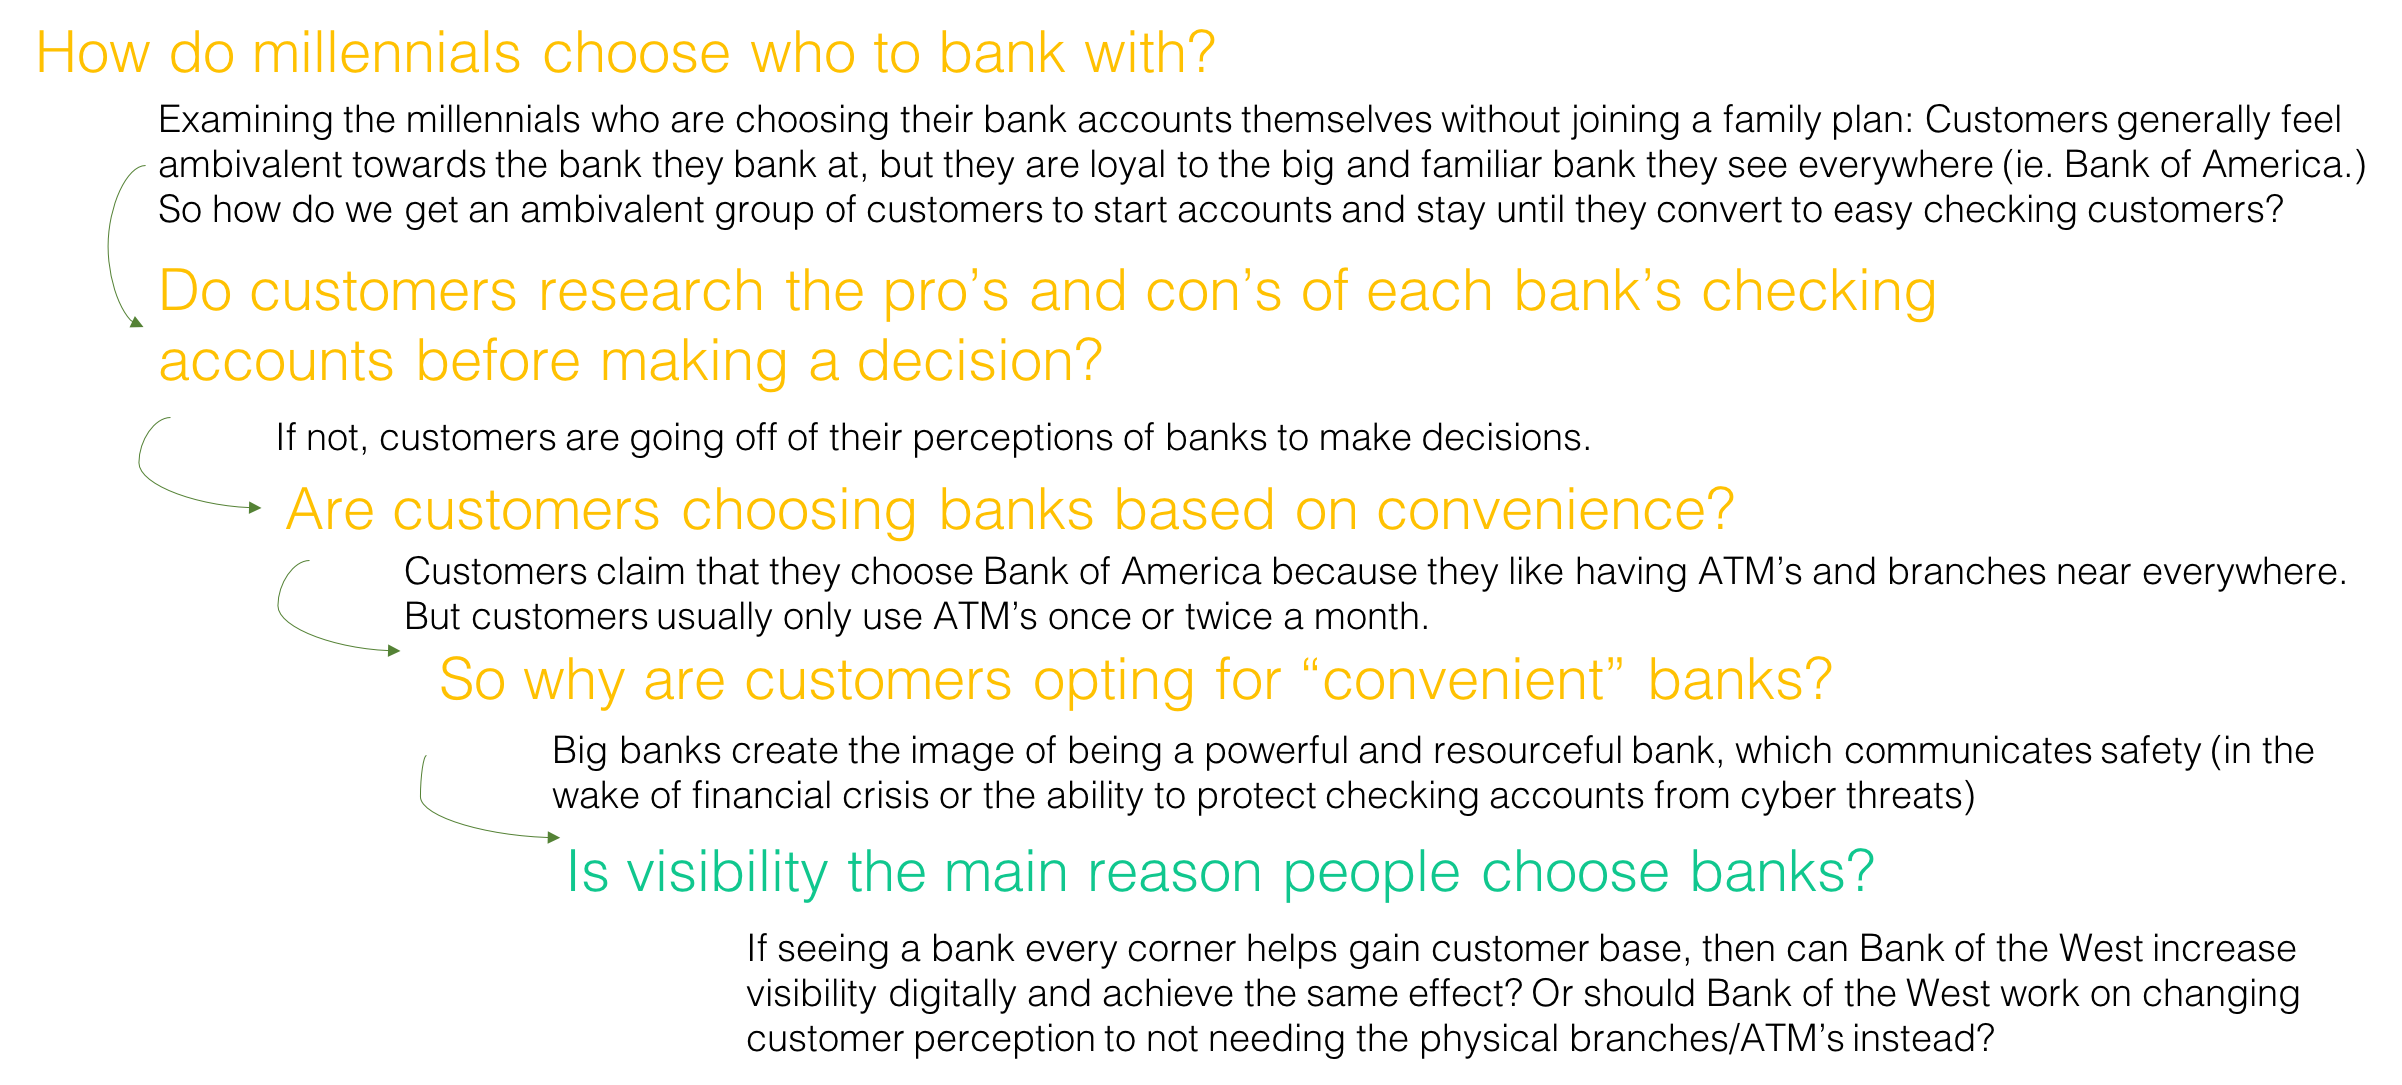 How do millennials choose who to bank with?
Examining the millennials who are choosing their bank accounts themselves without joining a family plan: Customers generally feel
ambivalent towards the bank they bank at, but they are loyal to the big and familiar bank they see everywhere (ie. Bank of America.)
So how do we get an ambivalent group of customers to start accounts and stay until they convert to easy checking customers?
Do customers research the pro’s and con’s of each bank’s checking
accounts before making a decision?
If not, customers are going off of their perceptions of banks to make decisions.
Are customers choosing banks based on convenience?
Customers claim that they choose Bank of America because they like having ATM’s and branches near everywhere.
But customers usually only use ATM’s once or twice a month.
So why are customers opting for “convenient” banks?
Big banks create the image of being a powerful and resourceful bank, which communicates safety (in the
wake of financial crisis or the ability to protect checking accounts from cyber threats)
Is visibility the main reason people choose banks?
If seeing a bank every corner helps gain customer base, then can Bank of the West increase
visibility digitally and achieve the same effect? Or should Bank of the West work on changing
customer perception to not needing the physical branches/ATM’s instead?